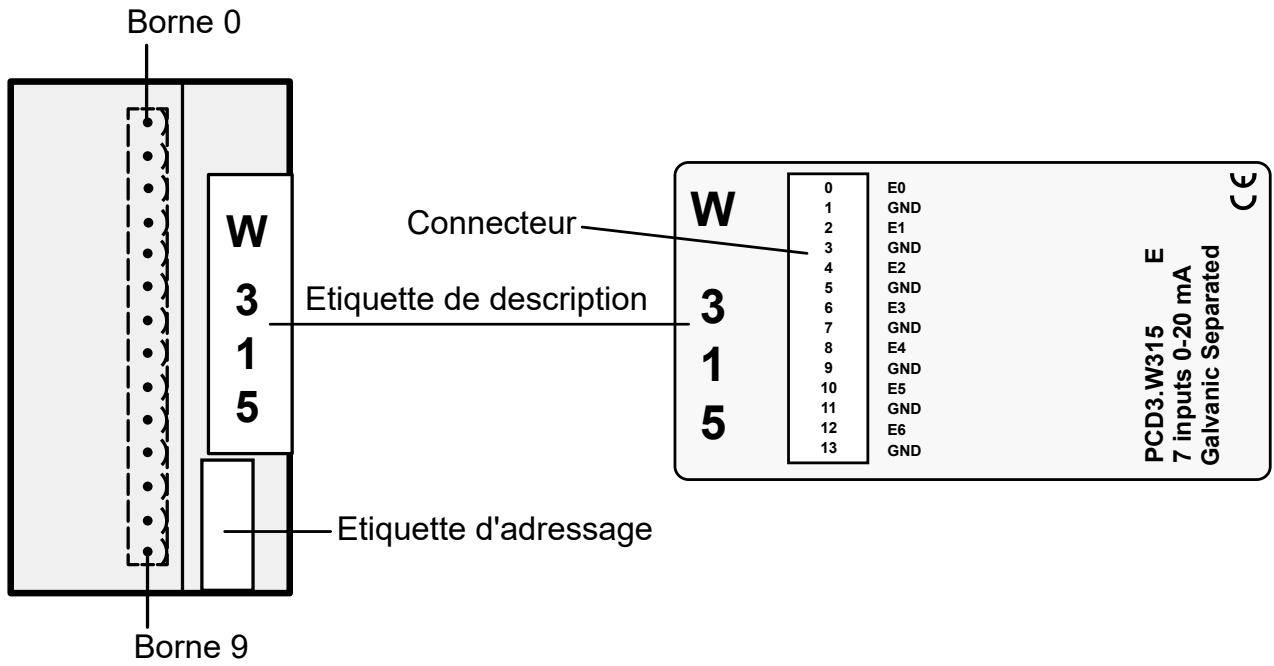 Borne 0
W
3
1
5
Connecteur
Etiquette de description
Etiquette d'adressage
Borne 9
W
3
1
5
0 E0
1 GND
2 E1
3 GND
4 E2
5 GND
6 E3
7 GND
8 E4
9 GND
10 E5
11 GND
12 E6
13 GND
PCD3.W315 E
7 inputs 0-20 mA
Galvanic Separated
CE